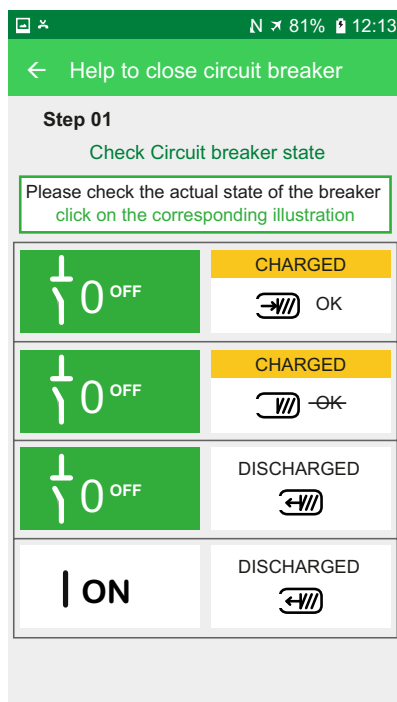 81% 12:13
Help to close circuit breaker
Step 01
Check Circuit breaker state
Please check the actual state of the breaker
click on the corresponding illustration
0 OFF
CHARGED
OK
0 OFF
CHARGED
OK
0 OFF
DISCHARGED
I ON
DISCHARGED